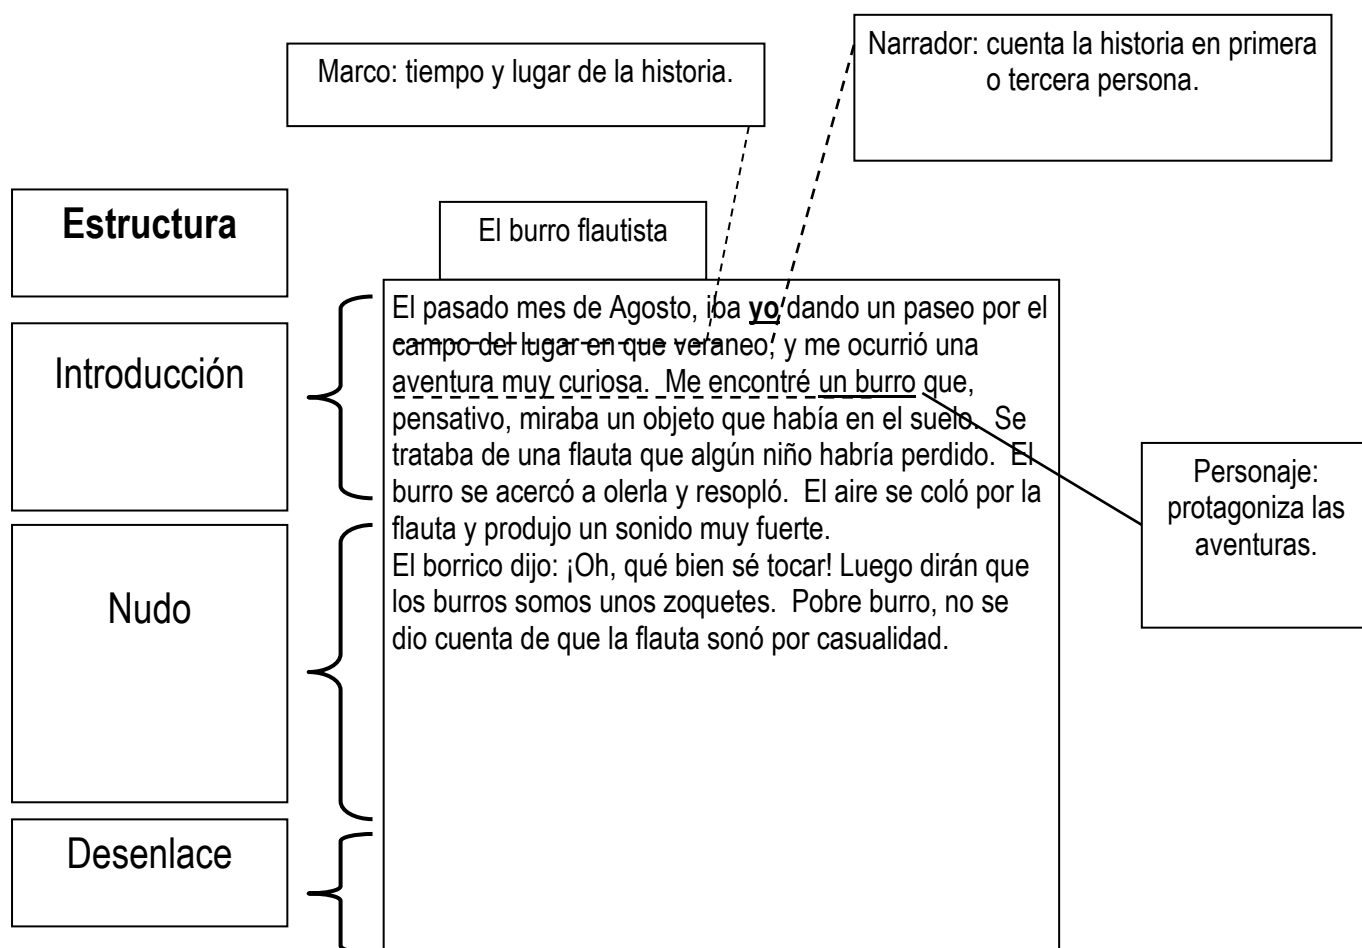 Marco: tiempo y lugar de la historia.
Narrador: cuenta la historia en primera
o tercera persona.
Estructura
El burro flautista
Introducción
El pasado mes de Agosto, iba yo dando un paseo por el
campo del lugar en que veraneo, y me ocurrió una
aventura muy curiosa.  Me encontré un burro que,
pensativo, miraba un objeto que había en el suelo.  Se
trataba de una flauta que algún niño habría perdido.  El
burro se acercó a olerla y resopló.  El aire se coló por la
flauta y produjo un sonido muy fuerte.
El borrico dijo: ¡Oh, qué bien sé tocar! Luego dirán que
los burros somos unos zoquetes.  Pobre burro, no se
dio cuenta de que la flauta sonó por casualidad.
Personaje:
protagoniza las
aventuras.
Nudo
Desenlace